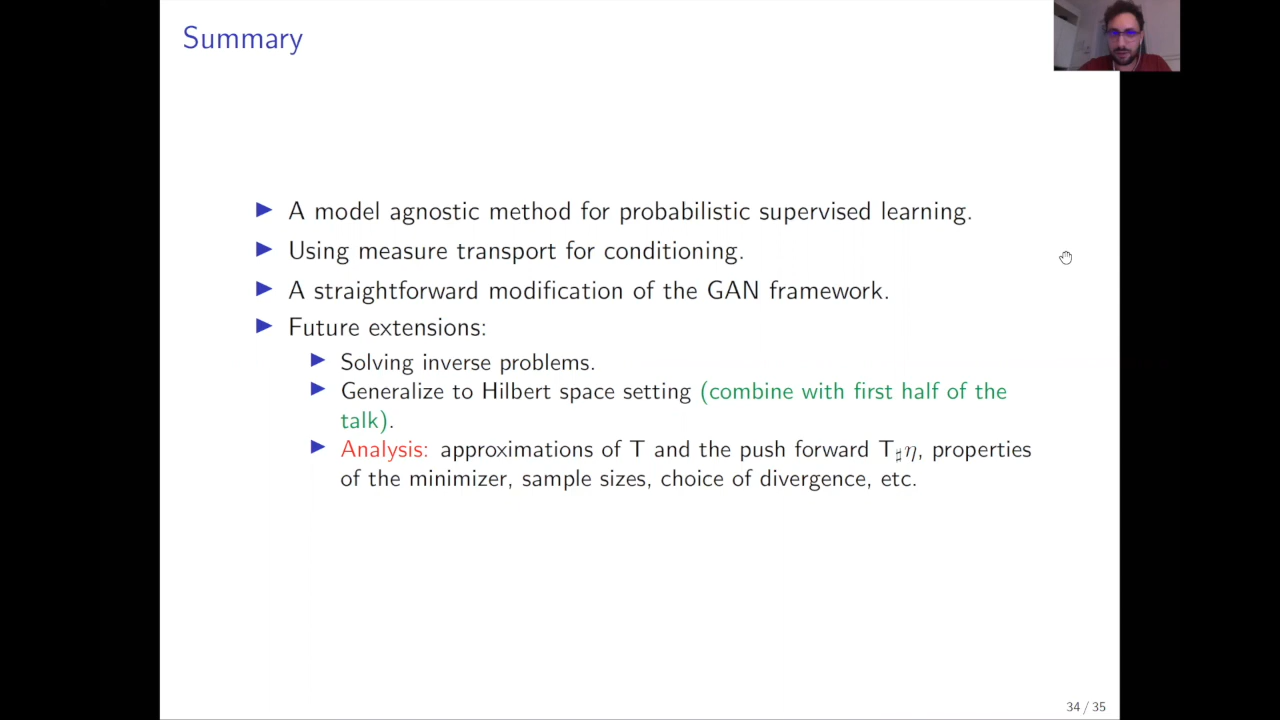 Summary
▶ A model agnostic method for probabilistic supervised learning.
▶ Using measure transport for conditioning.
▶ A straightforward modification of the GAN framework.
▶ Future extensions:
▶ Solving inverse problems.
▶ Generalize to Hilbert space setting (combine with first half of the
talk).
▶ Analysis: approximations of T and the push forward T♯η, properties
of the minimizer, sample sizes, choice of divergence, etc.
34 / 35